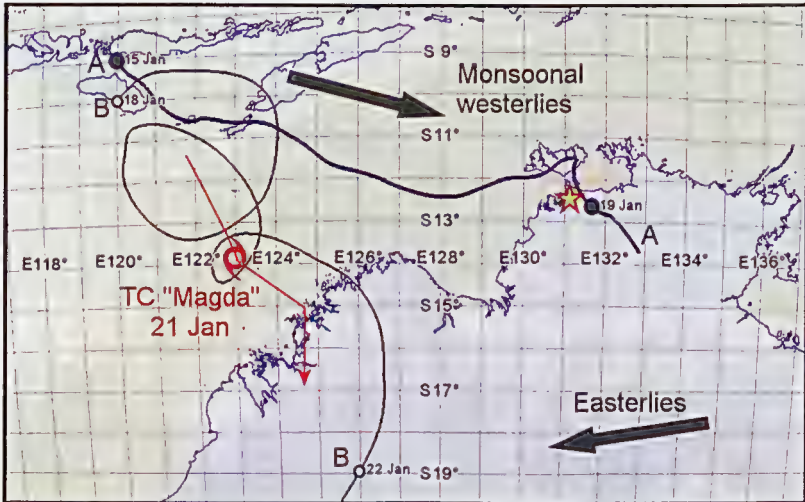 S 9°
A
15 Jan
Monsoonal
westerlies
B
18 Jan
S11°
19 Jan
S13°
A
E118°
E120°
E122°
E124°
E126°
E128°
E130°
E132°
E134°
E136°
TC "Magda"
21 Jan
S15°
S17°
Easterlies
B
22 Jan
S19°